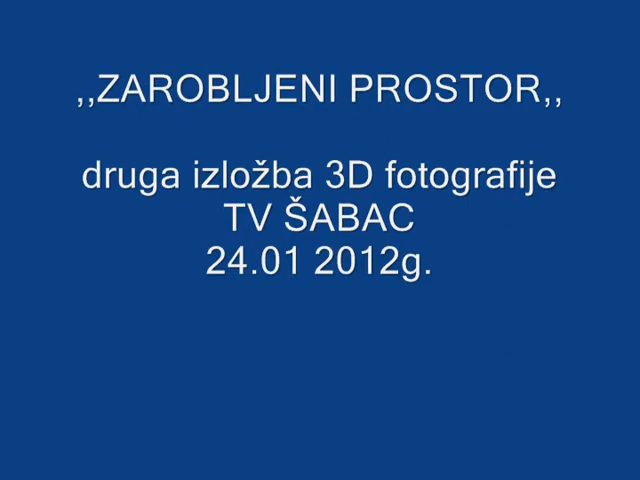 ,,ZAROBLJENI PROSTOR,,
druga izložba 3D fotografije
TV ŠABAC
24.01 2012g.